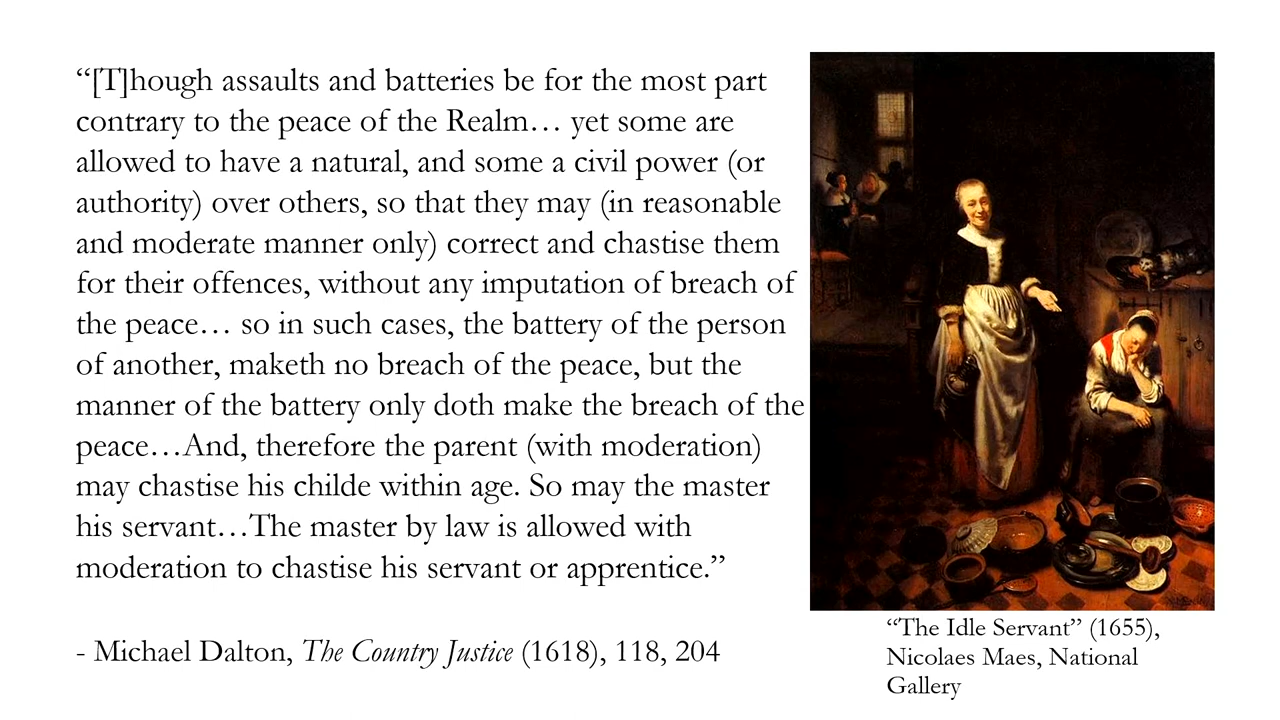 “[T]hough assaults and batteries be for the most part
contrary to the peace of the Realm… yet some are
allowed to have a natural, and some a civil power (or
authority) over others, so that they may (in reasonable
and moderate manner only) correct and chastise them
for their offences, without any imputation of breach of
the peace… so in such cases, the battery of the person
of another, maketh no breach of the peace, but the
manner of the battery only doth make the breach of the
peace…And, therefore the parent (with moderation)
may chastise his childe within age. So may the master
his servant…The master by law is allowed with
moderation to chastise his servant or apprentice.”
- Michael Dalton, The Country Justice (1618), 118, 204
“The Idle Servant” (1655),
Nicolaes Maes, National
Gallery